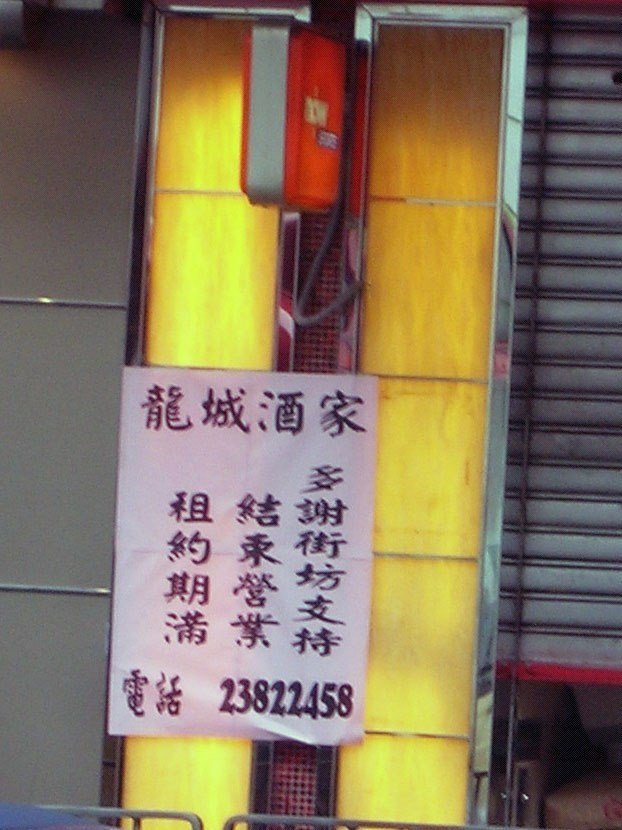 龍城酒家
租約期滿
結束營業
多謝街坊支持
電話 23822458